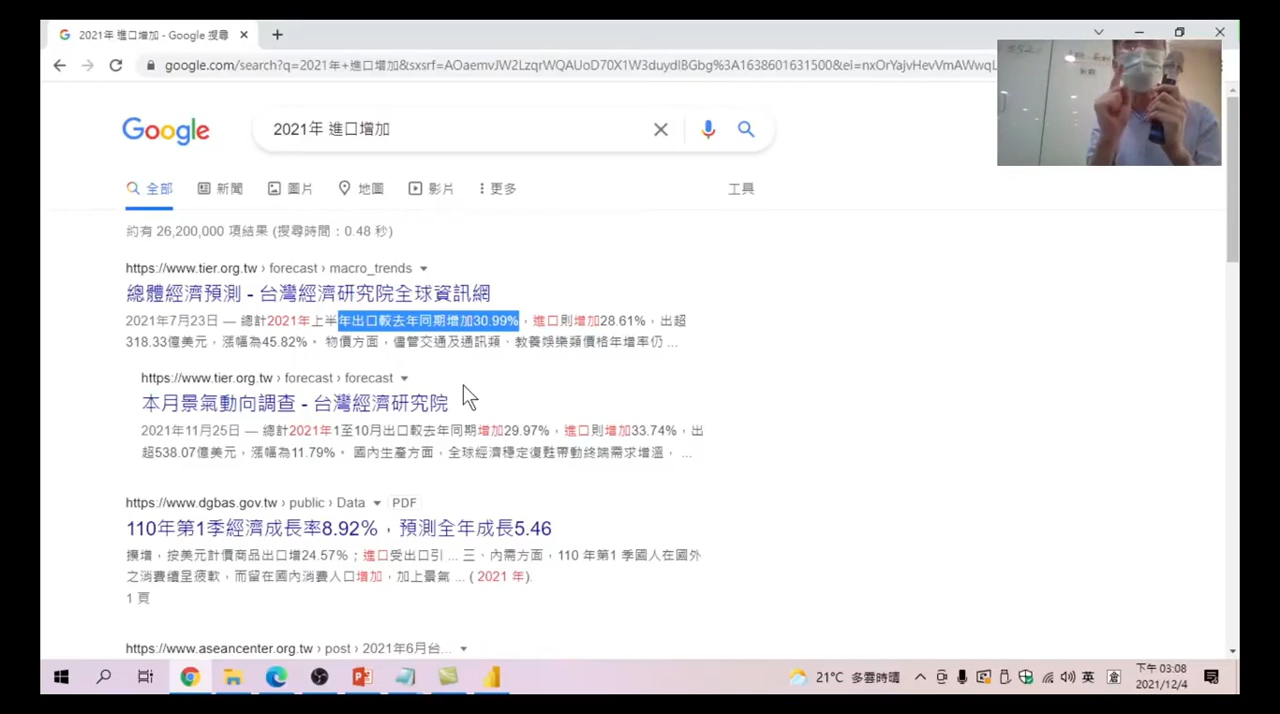 2021年 進口增加 - Google 搜尋
google.com/search?q=2021年+進口增加&sxsrf=AOaemvJW2LzqrWQAUoD70X1W3duydlBGbg%3A1638601631500&ei=nxOrYajvHevVmAWwqL
Google
2021年 進口增加
全部 新聞 圖片 地圖 影片 更多 工具
約有 26,200,000 項結果 (搜尋時間：0.48 秒)
https://www.tier.org.tw › forecast › macro_trends
總體經濟預測 - 台灣經濟研究院全球資訊網
2021年7月23日 — 總計2021年上半年出口較去年同期增加30.99%，進口則增加28.61%，出超
318.33億美元，漲幅為45.82%。 物價方面，儘管交通及通訊類、教養娛樂類價格年增率仍 ...
https://www.tier.org.tw › forecast › forecast
本月景氣動向調查 - 台灣經濟研究院
2021年11月25日 — 總計2021年1至10月出口較去年同期增加29.97%，進口則增加33.74%，出
超538.07億美元，漲幅為11.79%。 國內生產方面，全球經濟穩定復甦帶動終端需求增溫， ...
https://www.dgbas.gov.tw › public › Data PDF
110年第1季經濟成長率8.92%，預測全年成長5.46
擴增，按美元計價商品出口增24.57%；進口受出口引 ... 三、內需方面，110 年第1 季國人在國外
之消費續呈疲軟，而留在國內消費人口增加，加上景氣 ... ( 2021 年).
1 頁
https://www.aseancenter.org.tw › post › 2021年6月台...
21°C 多雲時晴
英
倉
下午 03:08
2021/12/4